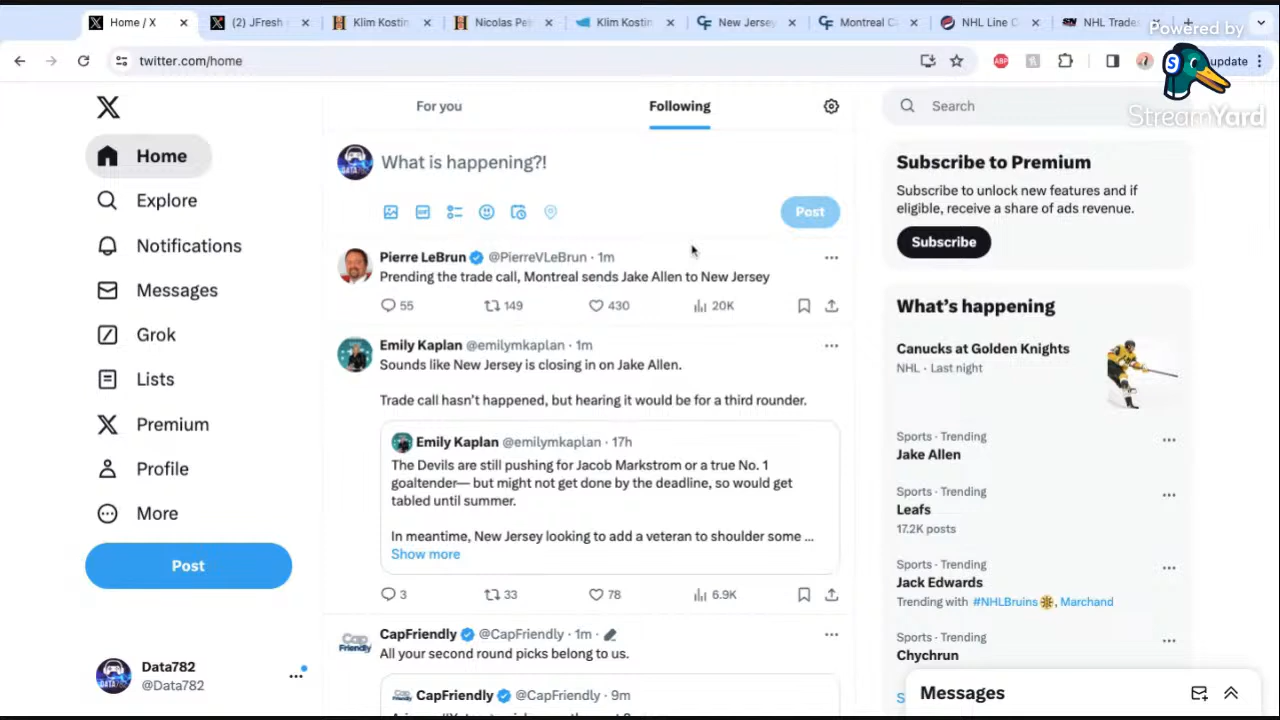 Home / X
(2) JFresh
Klim Kostin
Nicolas Pe
Klim Kostin
New Jersey
Montreal C
NHL Line C
NHL Trade
Powered by
twitter.com/home
update
StreamYard
Home
Explore
Notifications
Messages
Grok
Lists
Premium
Profile
More
Post
Data782
@Data782
For you
Following
What is happening?!
Post
Pierre LeBrun @PierreVLeBrun · 1m
Prending the trade call, Montreal sends Jake Allen to New Jersey
55 149 430 20K
Emily Kaplan @emilymkaplan · 1m
Sounds like New Jersey is closing in on Jake Allen.
Trade call hasn't happened, but hearing it would be for a third rounder.
Emily Kaplan @emilymkaplan · 17h
The Devils are still pushing for Jacob Markstrom or a true No. 1
goaltender— but might not get done by the deadline, so would get
tabled until summer.
In meantime, New Jersey looking to add a veteran to shoulder some ...
Show more
3 33 78 6.9K
CapFriendly @CapFriendly · 1m ·
All your second round picks belong to us.
CapFriendly @CapFriendly · 9m
Search
Subscribe to Premium
Subscribe to unlock new features and if
eligible, receive a share of ads revenue.
Subscribe
What's happening
Canucks at Golden Knights
NHL · Last night
Sports · Trending
Jake Allen
Sports · Trending
Leafs
17.2K posts
Sports · Trending
Jack Edwards
Trending with #NHLBruins, Marchand
Sports · Trending
Chychrun
Messages